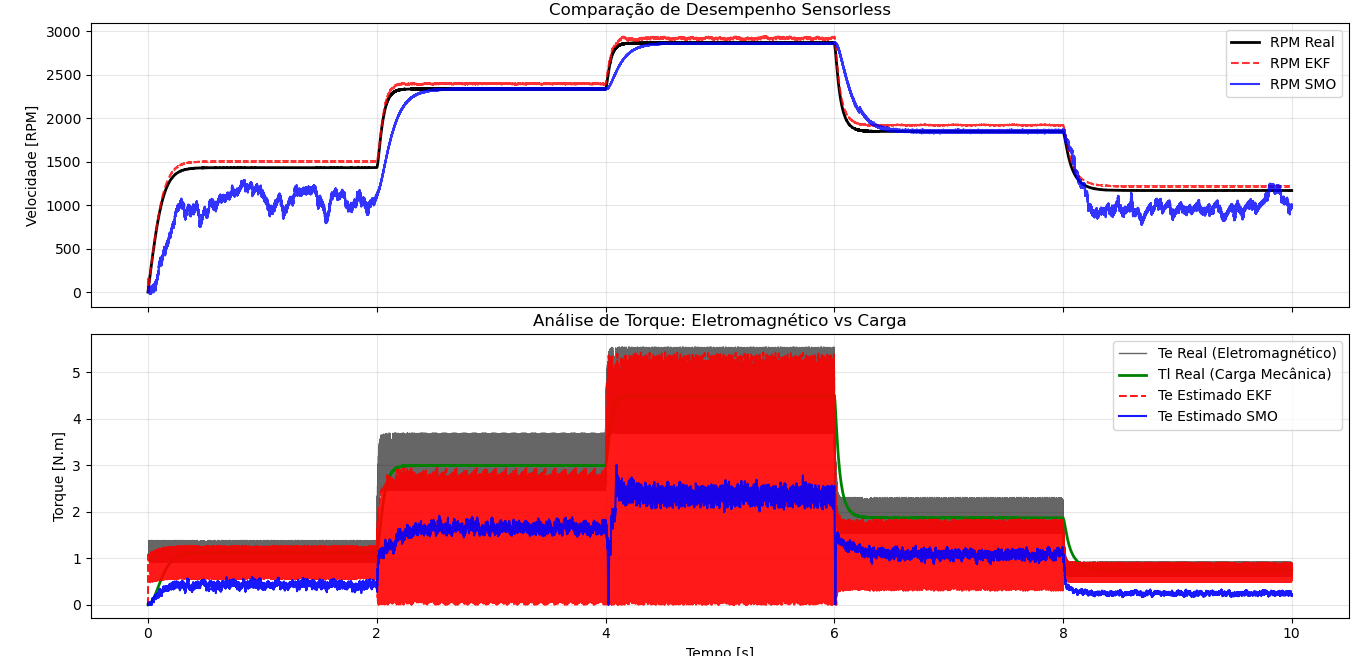 Comparação de Desempenho Sensorless
3000
2500
2000
1500
1000
500
0
Velocidade [RPM]
RPM Real
RPM EKF
RPM SMO
Análise de Torque: Eletromagnético vs Carga
5
4
3
2
1
0
Torque [N.m]
Te Real (Eletromagnético)
Tl Real (Carga Mecânica)
Te Estimado EKF
Te Estimado SMO
0 2 4 6 8 10
Tempo [s]